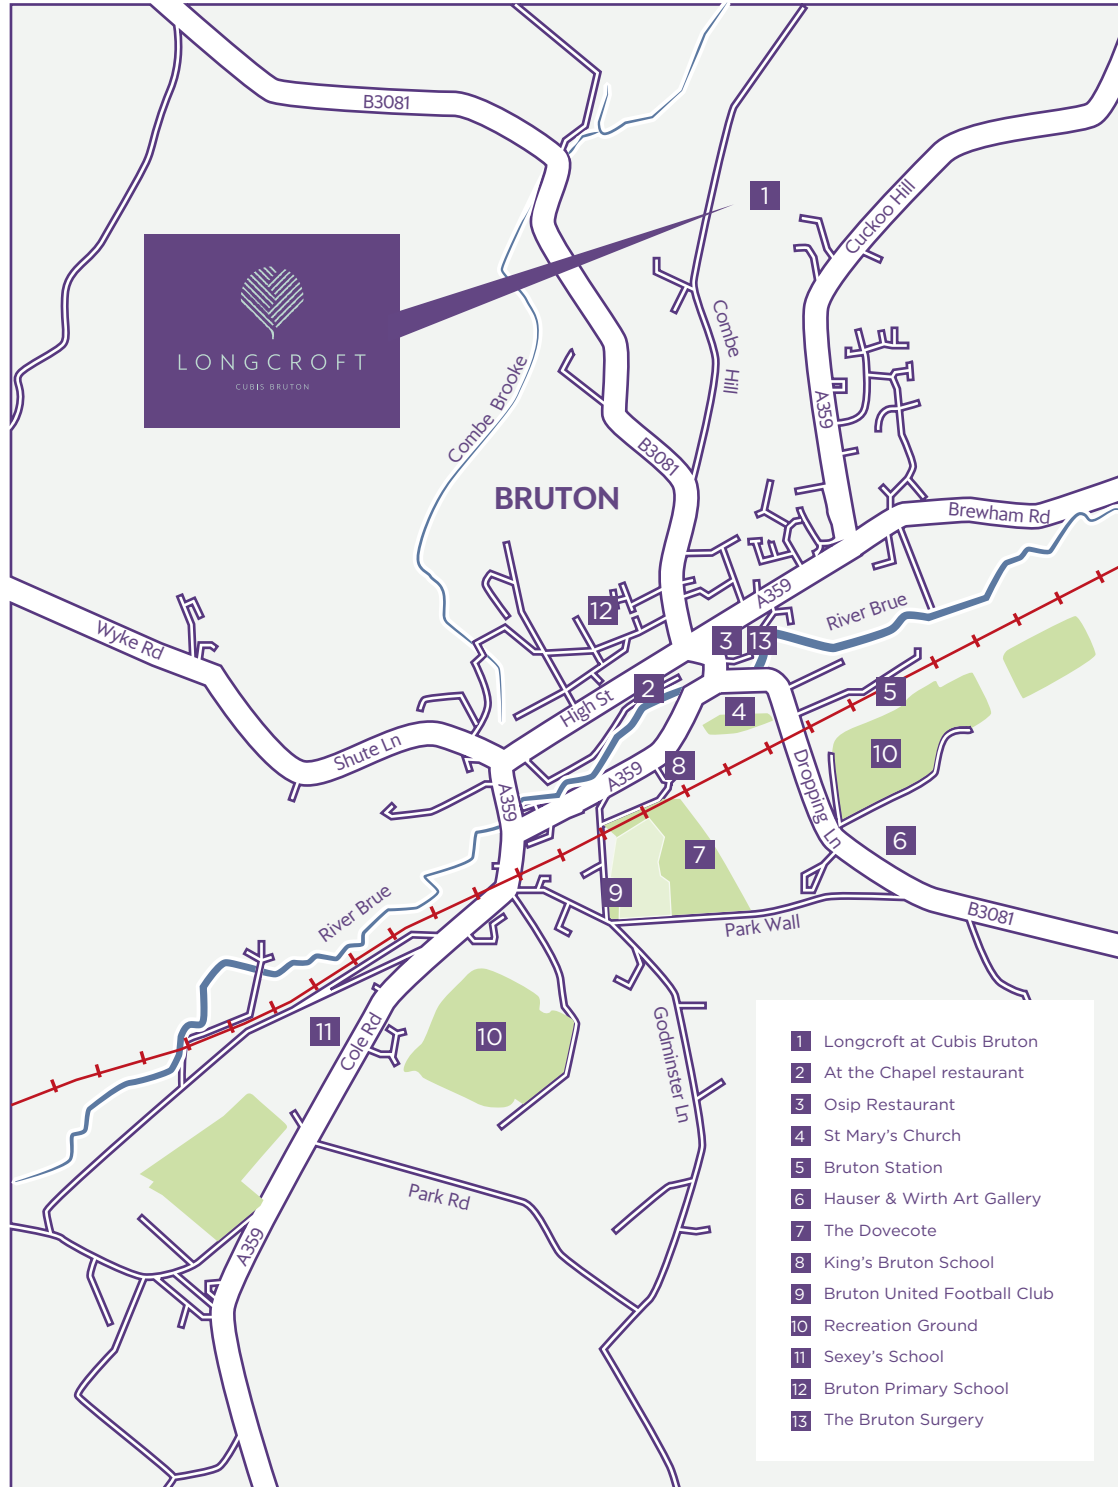 B3081
1
Cuckoo Hill
LONGCROFT
CUBIS BRUTON
Combe Hill
Combe Brooke
A359
B3081
BRUTON
Brewham Rd
A359
River Brue
12
Wyke Rd
3
13
2
5
High St
4
Shute Ln
10
8
A359
Dropping Ln
A359
6
7
9
River Brue
Park Wall
B3081
11
Cole Rd
10
Godminster Ln
Park Rd
A359
1 Longcroft at Cubis Bruton
2 At the Chapel restaurant
3 Osip Restaurant
4 St Mary's Church
5 Bruton Station
6 Hauser & Wirth Art Gallery
7 The Dovecote
8 King's Bruton School
9 Bruton United Football Club
10 Recreation Ground
11 Sexey's School
12 Bruton Primary School
13 The Bruton Surgery